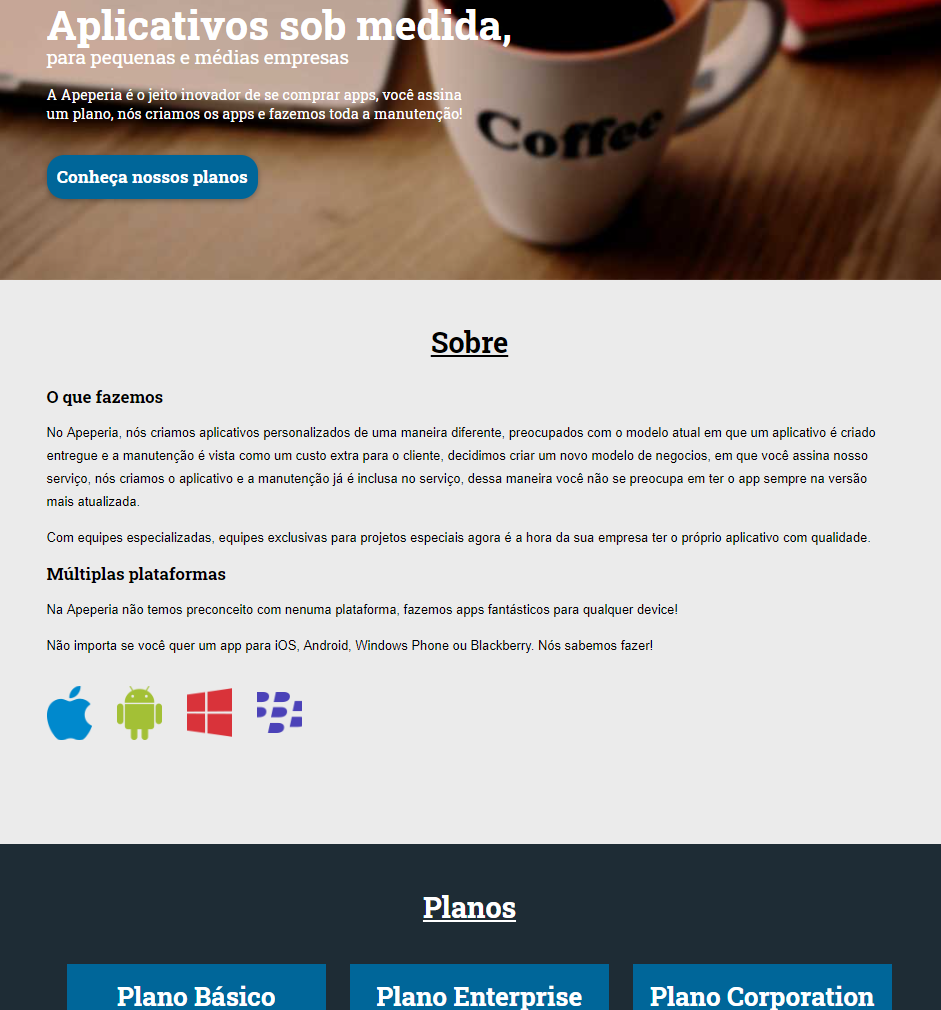 Aplicativos sob medida,
para pequenas e médias empresas
A Apeperia é o jeito inovador de se comprar apps, você assina
um plano, nós criamos os apps e fazemos toda a manutenção!
Coffee
Conheça nossos planos
Sobre
O que fazemos
No Apeperia, nós criamos aplicativos personalizados de uma maneira diferente, preocupados com o modelo atual em que um aplicativo é criado
entregue e a manutenção é vista como um custo extra para o cliente, decidimos criar um novo modelo de negocios, em que você assina nosso
serviço, nós criamos o aplicativo e a manutenção já é inclusa no serviço, dessa maneira você não se preocupa em ter o app sempre na versão
mais atualizada.
Com equipes especializadas, equipes exclusivas para projetos especiais agora é a hora da sua empresa ter o próprio aplicativo com qualidade.
Múltiplas plataformas
Na Apeperia não temos preconceito com nenuma plataforma, fazemos apps fantásticos para qualquer device!
Não importa se você quer um app para iOS, Android, Windows Phone ou Blackberry. Nós sabemos fazer!
Planos
Plano Básico
Plano Enterprise
Plano Corporation